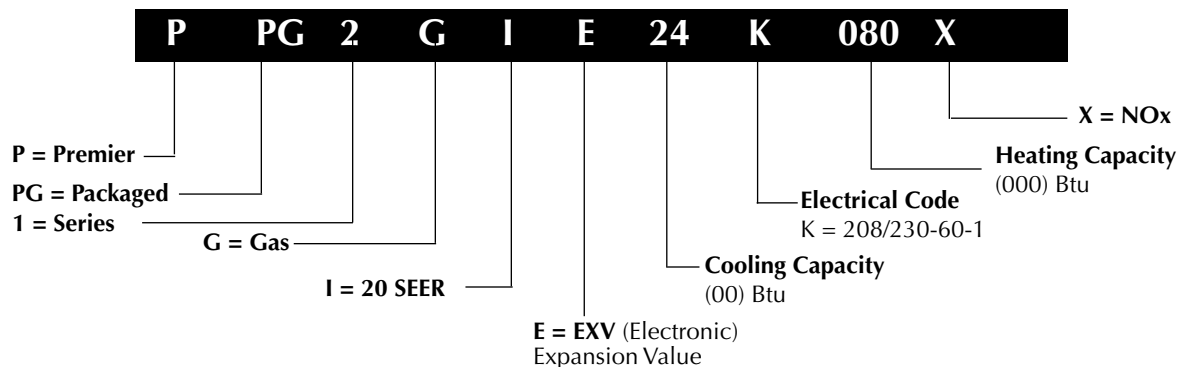 P PG 2 G I E 24 K 080 X
X = NOx
P = Premier
Heating Capacity
(000) Btu
PG = Packaged
Electrical Code
K = 208/230-60-1
1 = Series
G = Gas
Cooling Capacity
(00) Btu
I = 20 SEER
E = EXV (Electronic)
Expansion Value